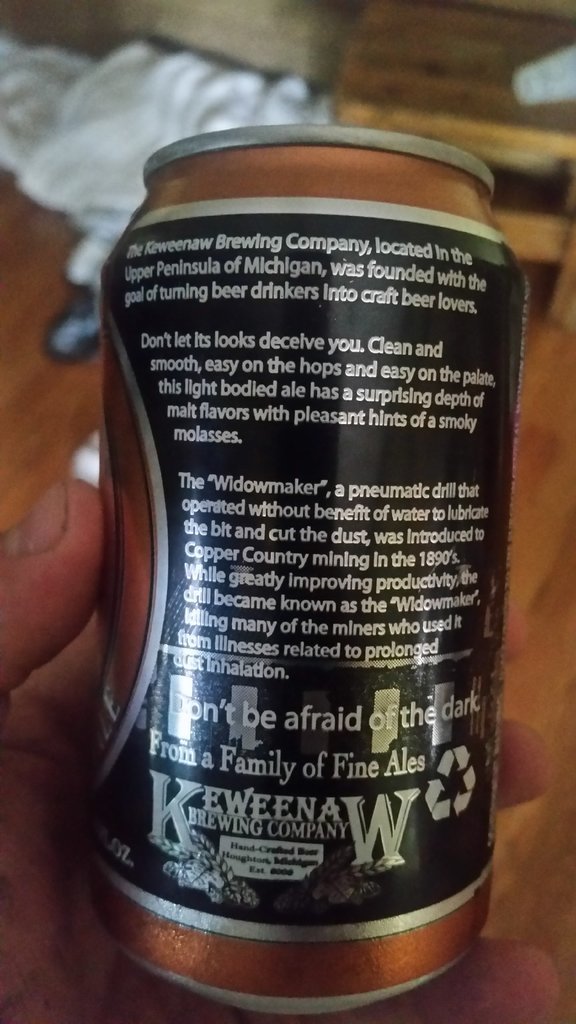 The Keweenaw Brewing Company, located in the
Upper Peninsula of Michigan, was founded with the
goal of turning beer drinkers into craft beer lovers.
Don't let its looks deceive you. Clean and
smooth, easy on the hops and easy on the palate,
this light bodied ale has a surprising depth of
malt flavors with pleasant hints of a smoky
molasses.
The "Widowmaker", a pneumatic drill that
operated without benefit of water to lubricate
the bit and cut the dust, was introduced to
Copper Country mining in the 1890's.
While greatly improving productivity, the
drill became known as the "Widowmaker",
killing many of the miners who used it
from illnesses related to prolonged
dust inhalation.
Don't be afraid of the dark.
From a Family of Fine Ales
KEWEENAW
BREWING COMPANY
Hand-Crafted Beer
Houghton, Michigan
Est.
OZ.